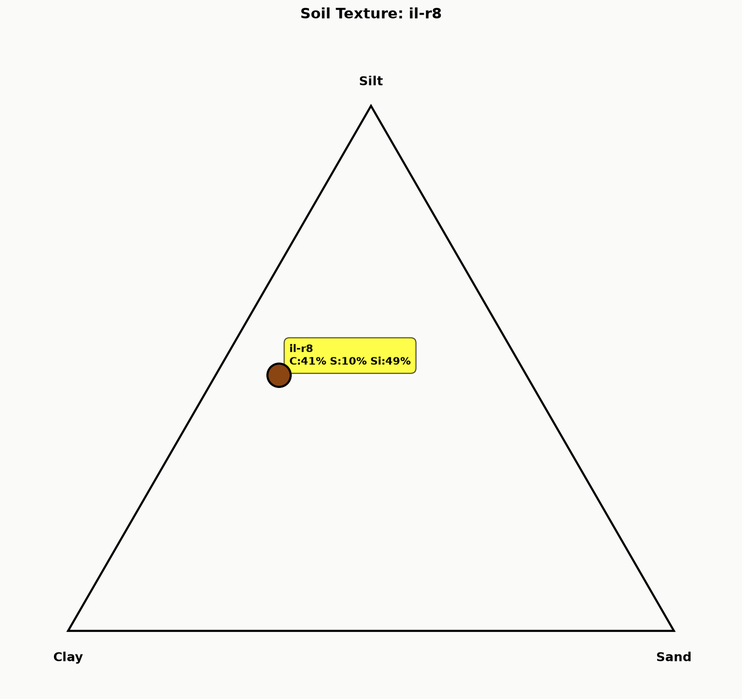 Soil Texture: il-r8
Silt
il-r8
C:41% S:10% Si:49%
Clay
Sand